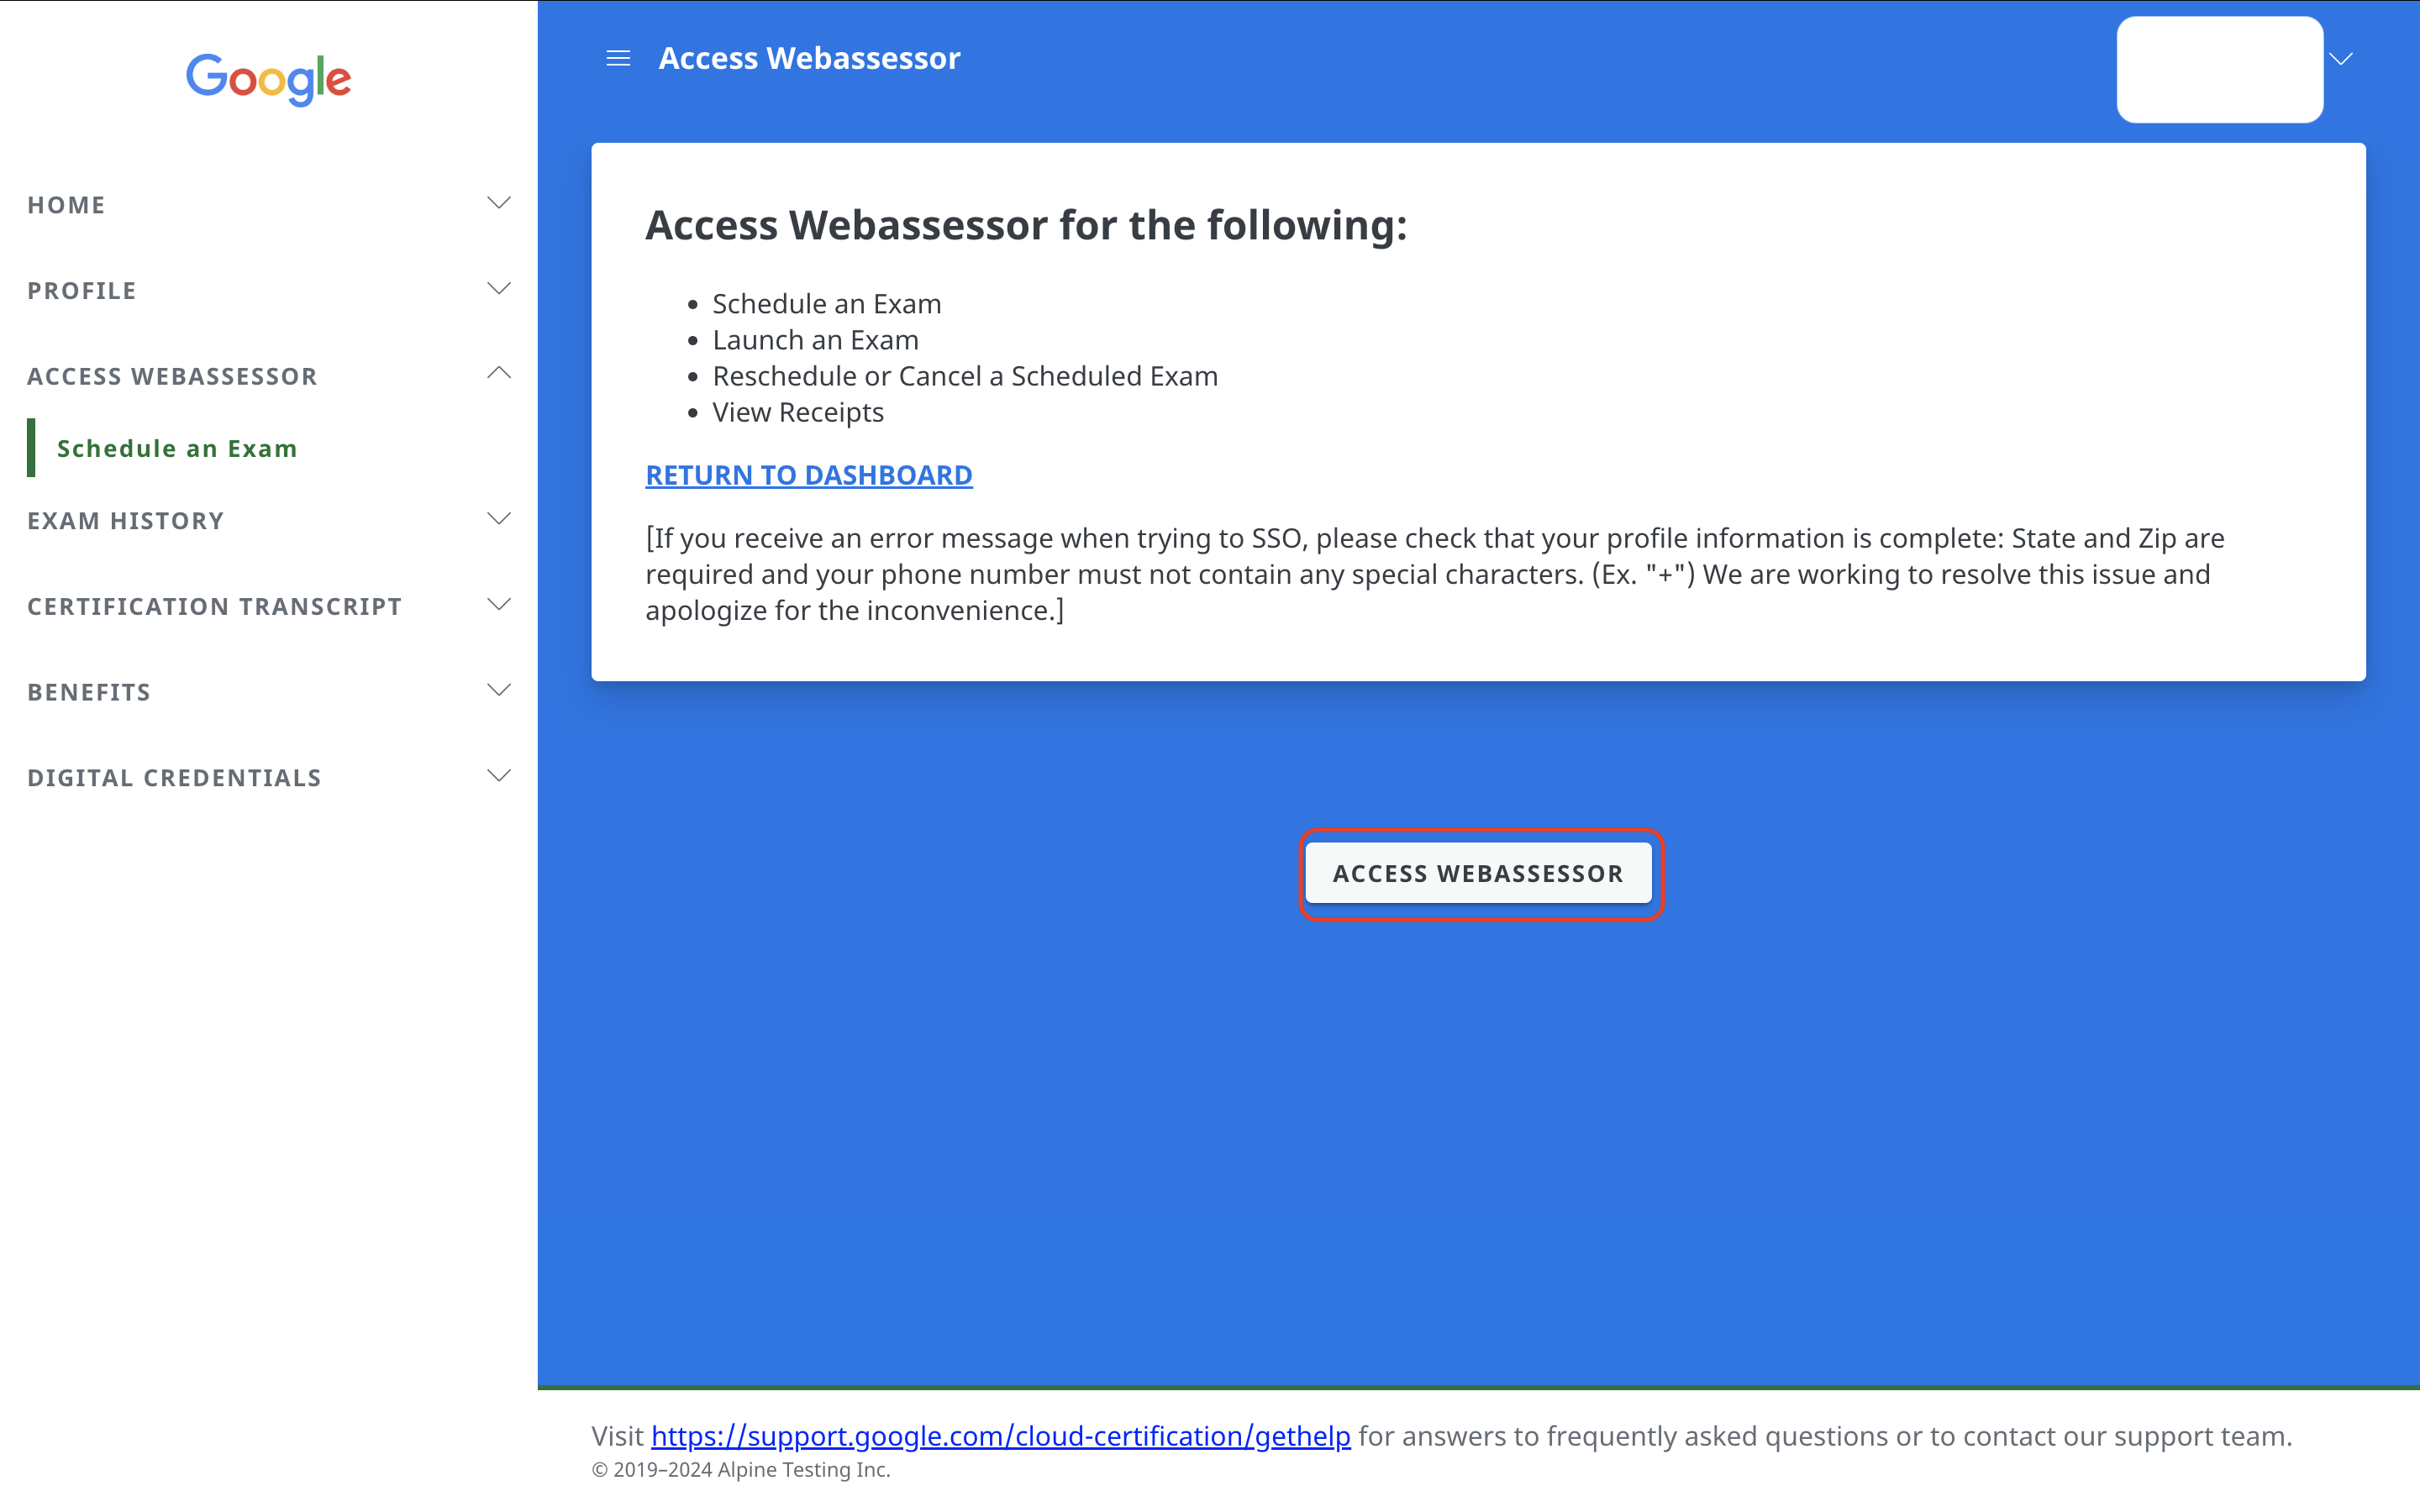 Google
HOME
PROFILE
ACCESS WEBASSESSOR
Schedule an Exam
EXAM HISTORY
CERTIFICATION TRANSCRIPT
BENEFITS
DIGITAL CREDENTIALS
Access Webassessor
Access Webassessor for the following:
• Schedule an Exam
• Launch an Exam
• Reschedule or Cancel a Scheduled Exam
• View Receipts
RETURN TO DASHBOARD
[If you receive an error message when trying to SSO, please check that your profile information is complete: State and Zip are
required and your phone number must not contain any special characters. (Ex. "+") We are working to resolve this issue and
apologize for the inconvenience.]
ACCESS WEBASSESSOR
Visit https://support.google.com/cloud-certification/gethelp for answers to frequently asked questions or to contact our support team.
© 2019–2024 Alpine Testing Inc.